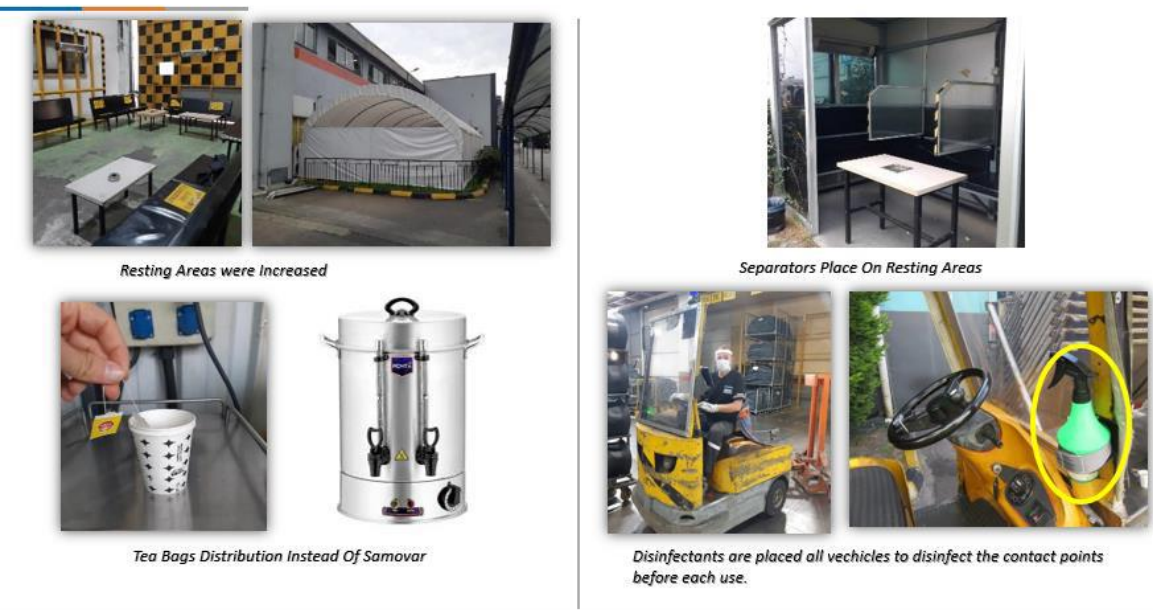 Resting Areas were Increased
Tea Bags Distribution Instead Of Samovar
Separators Place On Resting Areas
Disinfectants are placed all vechicles to disinfect the contact points
before each use.